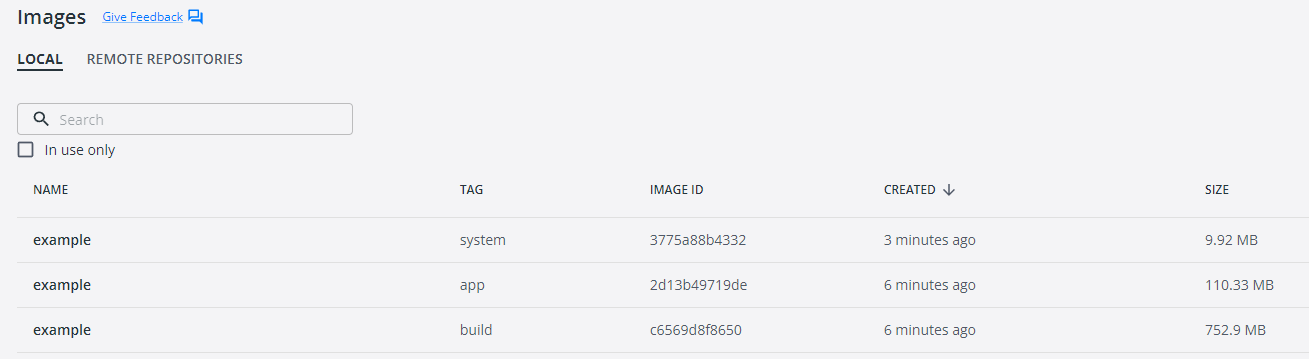 Images Give Feedback
LOCAL REMOTE REPOSITORIES
Search
In use only
NAME TAG IMAGE ID CREATED SIZE
example system 3775a88b4332 3 minutes ago 9.92 MB
example app 2d13b49719de 6 minutes ago 110.33 MB
example build c6569d8f8650 6 minutes ago 752.9 MB